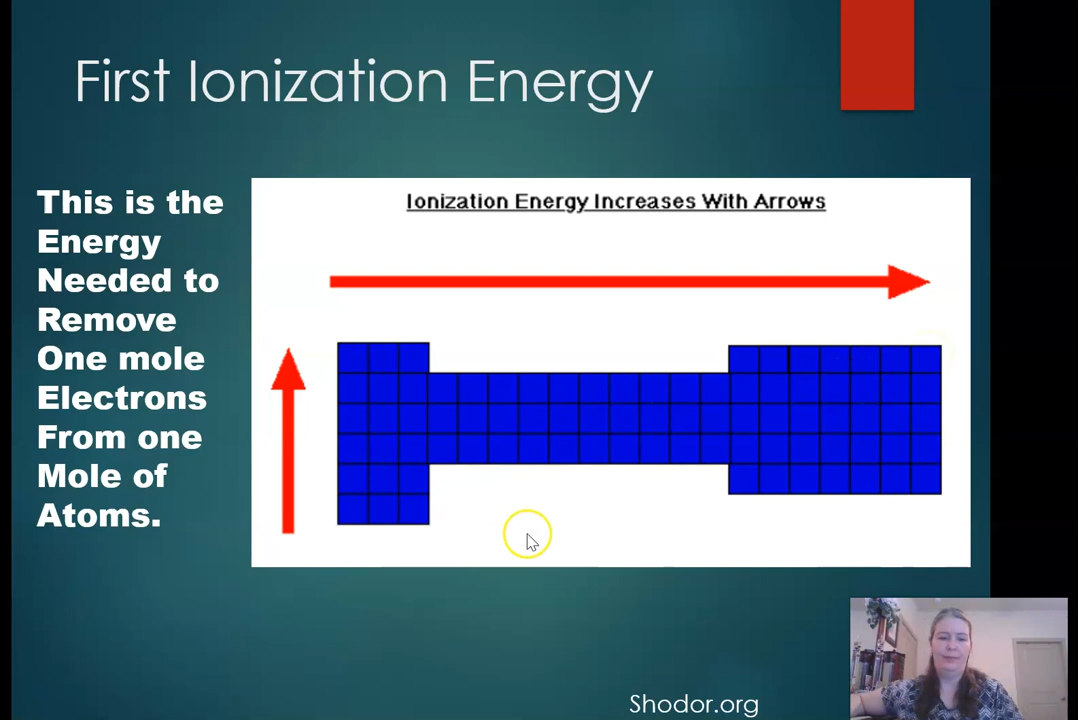 First Ionization Energy
This is the
Energy
Needed to
Remove
One mole
Electrons
From one
Mole of
Atoms.
Ionization Energy Increases With Arrows
Shodor.org